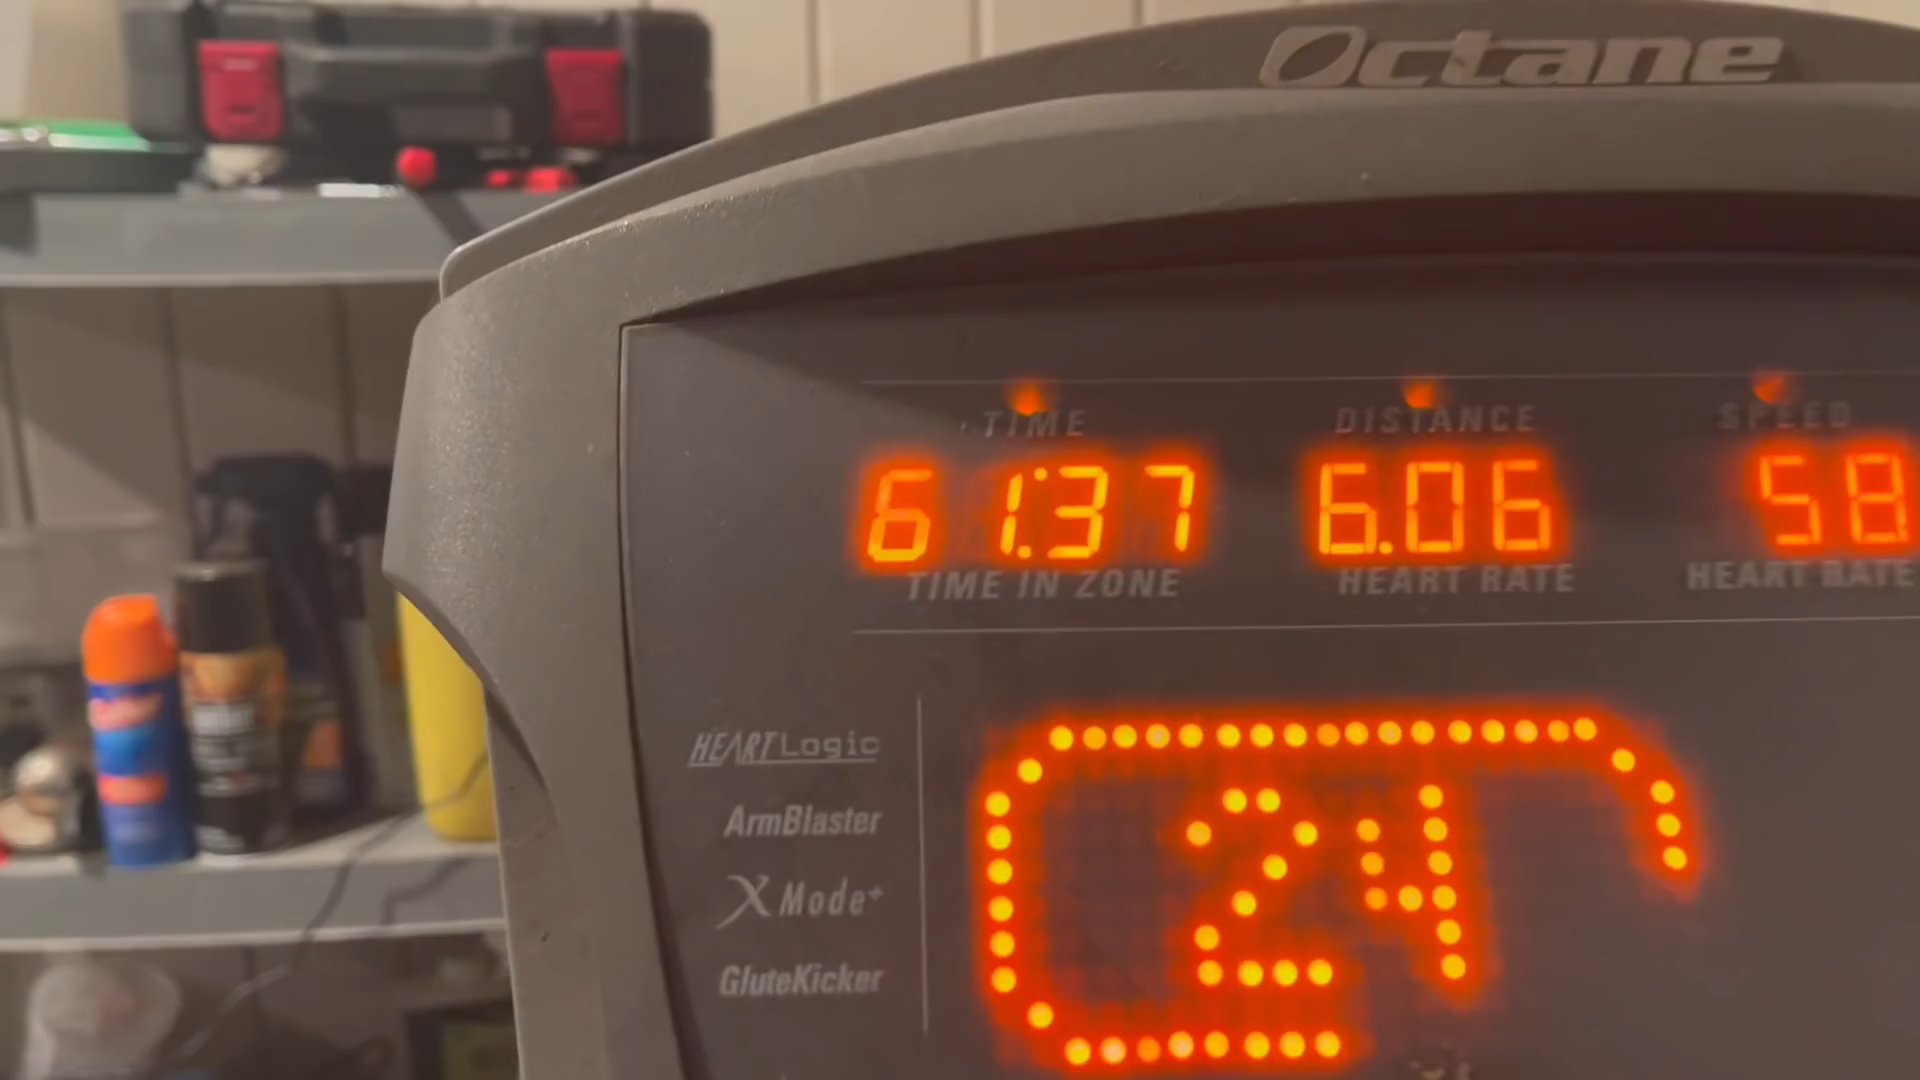 Octane
TIME DISTANCE SPEED
61:37 6.06 58
TIME IN ZONE HEART RATE HEART RATE
HEARTLogic
ArmBlaster
X Mode+
GluteKicker
24